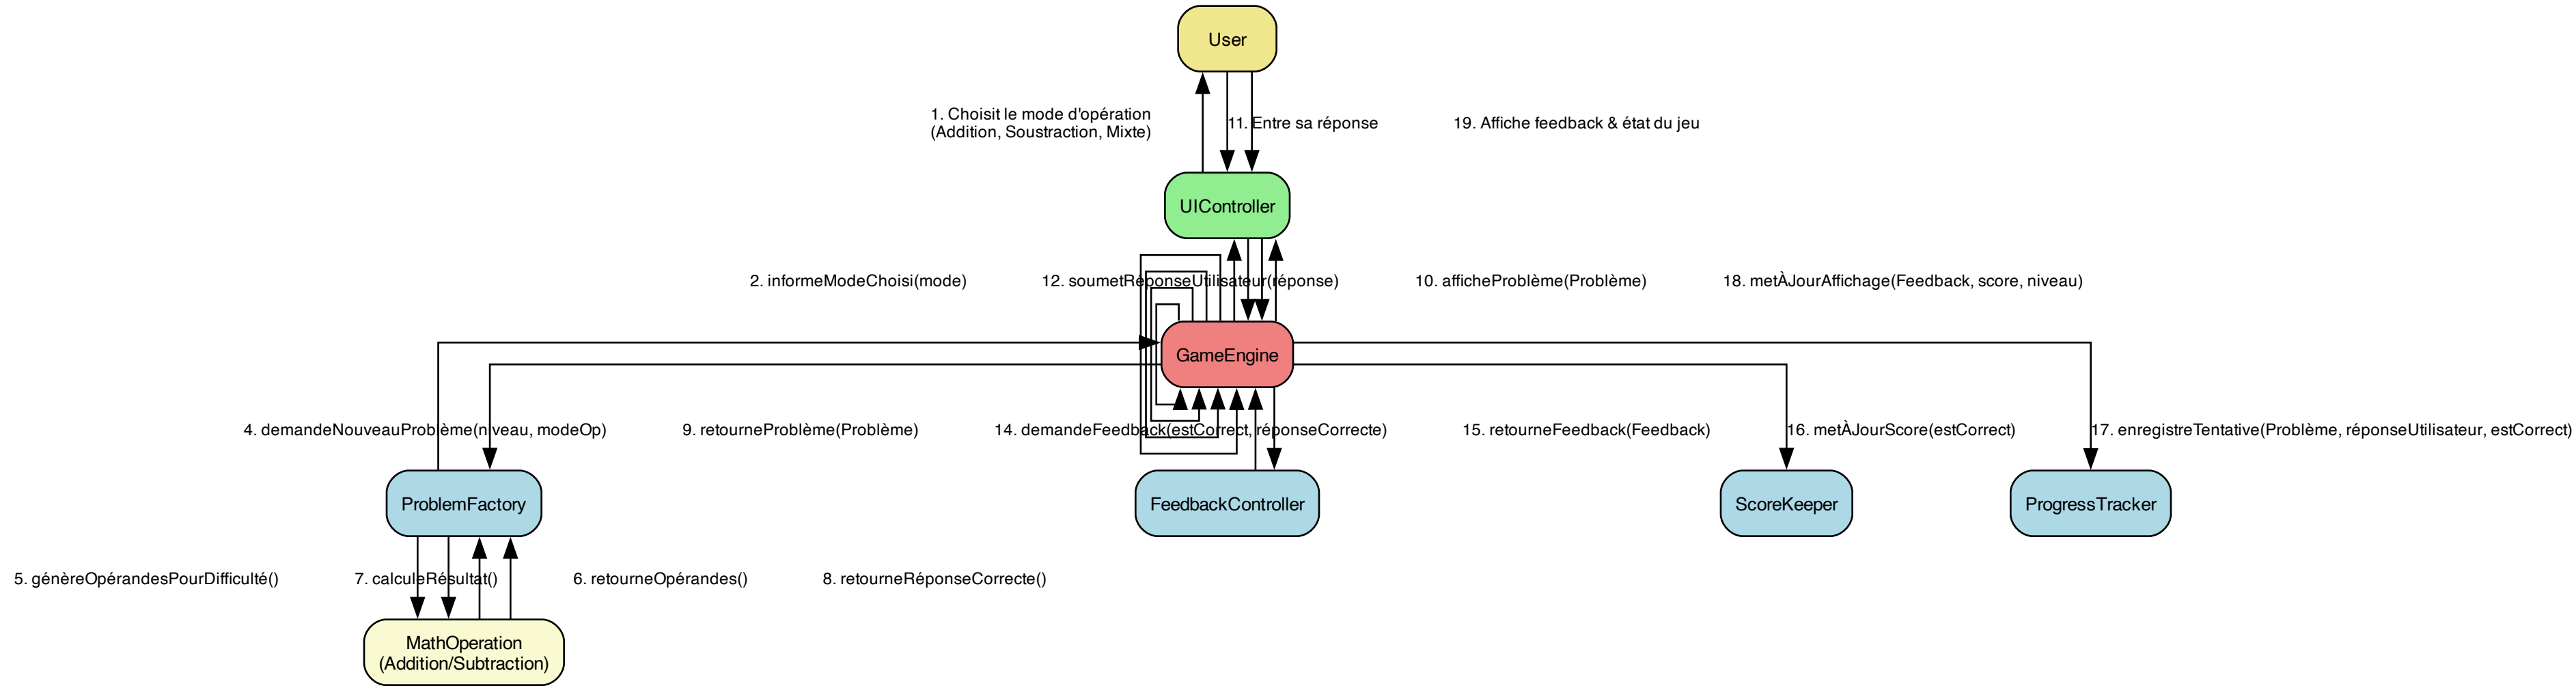 User
1. Choisit le mode d'opération
(Addition, Soustraction, Mixte)
11. Entre sa réponse
19. Affiche feedback & état du jeu
UIController
2. informeModeChoisi(mode)
12. soumetRéponseUtilisateur(réponse)
10. afficheProblème(Problème)
18. metÀJourAffichage(Feedback, score, niveau)
GameEngine
4. demandeNouveauProblème(niveau, modeOp)
9. retourneProblème(Problème)
14. demandeFeedback(estCorrect, réponseCorrecte)
15. retourneFeedback(Feedback)
16. metÀJourScore(estCorrect)
17. enregistreTentative(Problème, réponseUtilisateur, estCorrect)
ProblemFactory
FeedbackController
ScoreKeeper
ProgressTracker
5. génèreOpérandesPourDifficulté()
7. calculeRésultat()
6. retourneOpérandes()
8. retourneRéponseCorrecte()
MathOperation
(Addition/Subtraction)